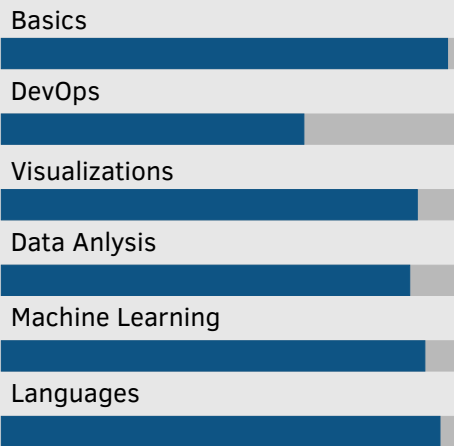 Basics
DevOps
Visualizations
Data Anlysis
Machine Learning
Languages